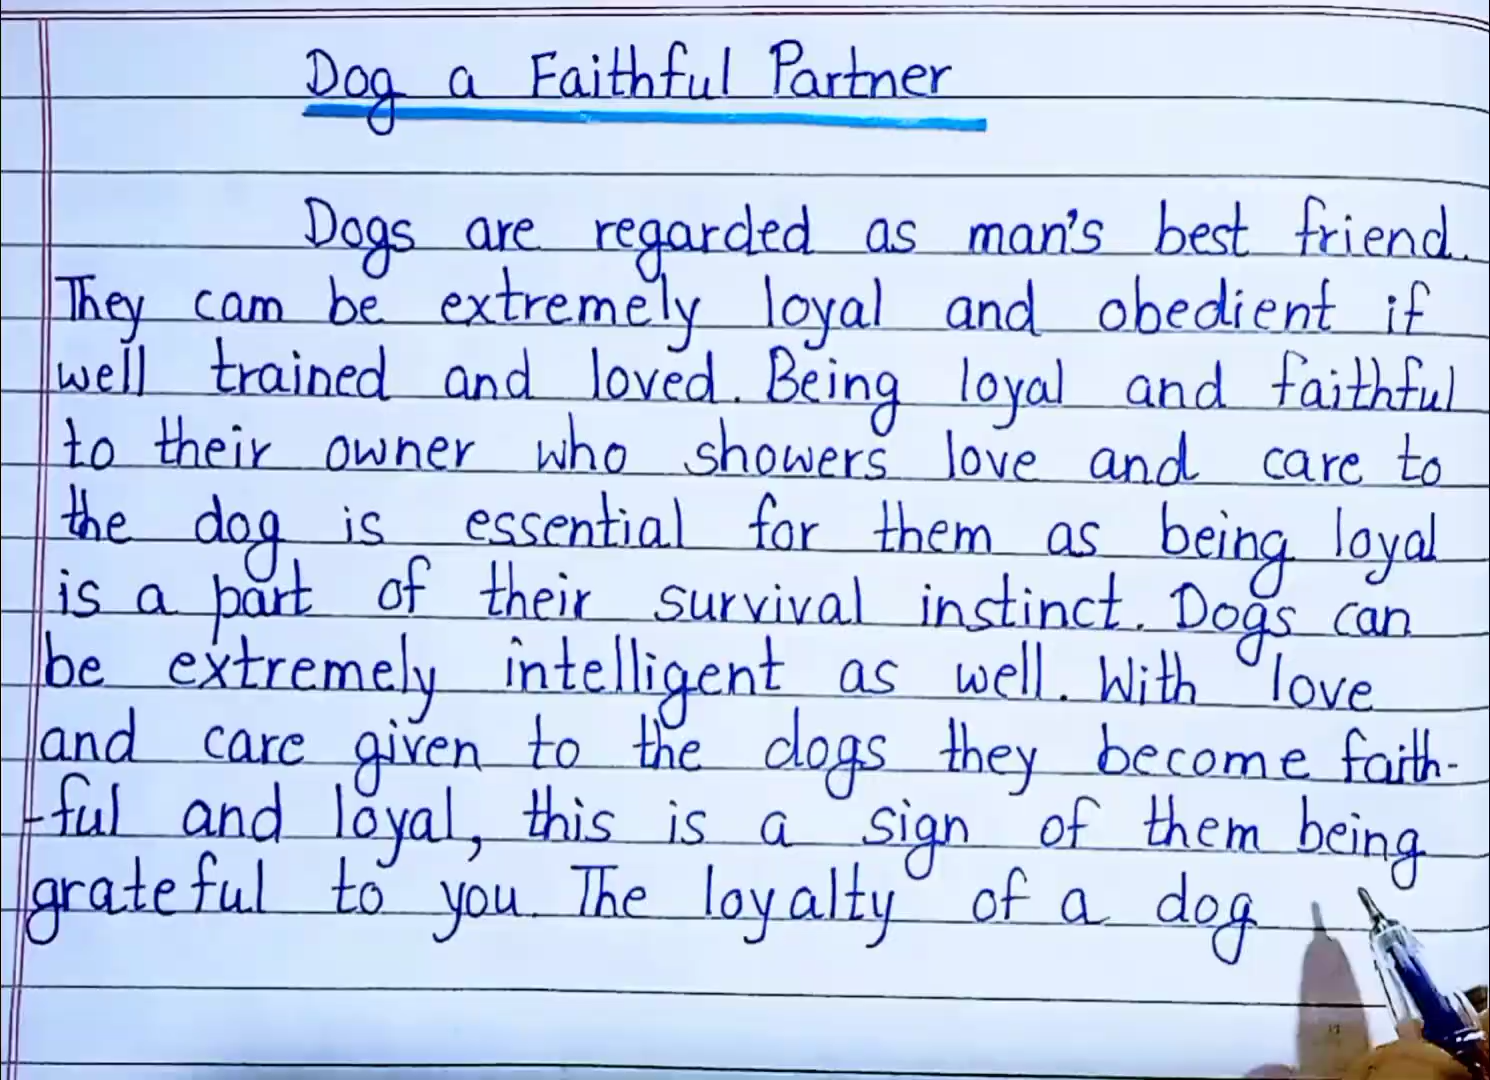 Dog a Faithful Partner
Dogs are regarded as man's best friend.
They cam be extremely loyal and obedient if
well trained and loved. Being loyal and faithful
to their owner who showers love and care to
the dog is essential for them as being loyal
is a part of their survival instinct. Dogs can
be extremely intelligent as well. With love
and care given to the dogs they become faith-
-ful and loyal, this is a sign of them being
grateful to you. The loyalty of a dog